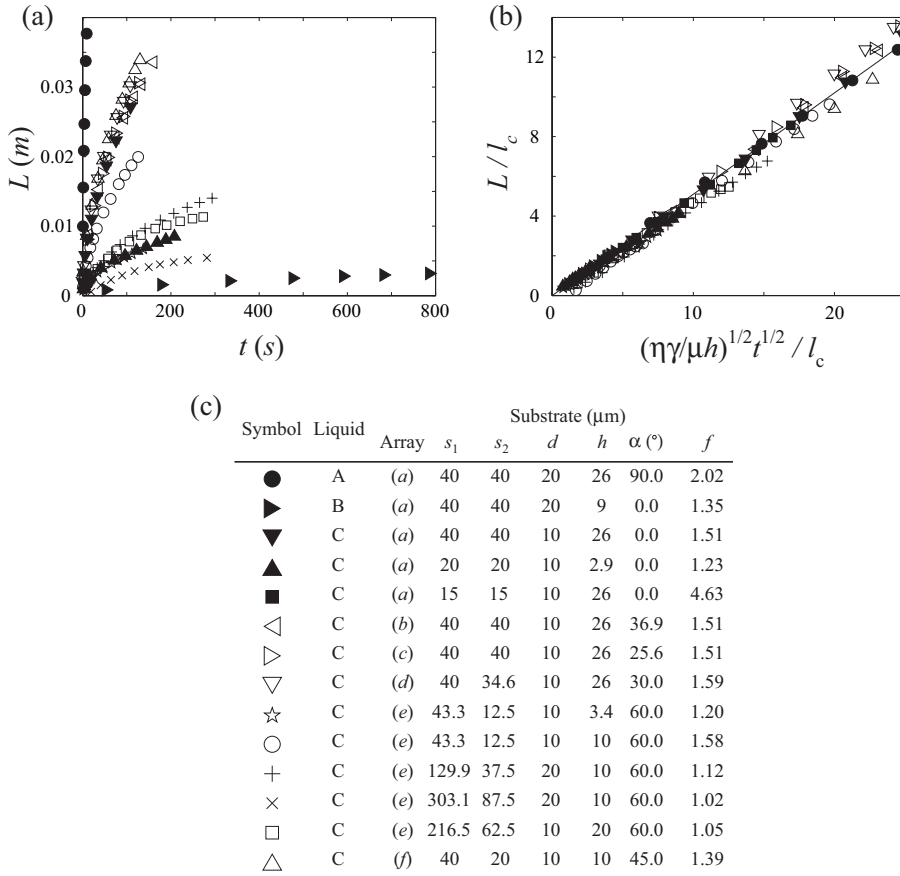 (a)
0.03
0.02
0.01
0
L (m)
0 200 400 600 800
t (s)
(b)
12
8
4
0
L / l_c
0 10 20
(ηγ/μh)^{1/2} t^{1/2} / l_c
(c)
Substrate (μm)
Symbol Liquid Array s₁ s₂ d h α (°) f
● A (a) 40 40 20 26 90.0 2.02
▶ B (a) 40 40 20 9 0.0 1.35
▼ C (a) 40 40 10 26 0.0 1.51
▲ C (a) 20 20 10 2.9 0.0 1.23
■ C (a) 15 15 10 26 0.0 4.63
◁ C (b) 40 40 10 26 36.9 1.51
▷ C (c) 40 40 10 26 25.6 1.51
▽ C (d) 40 34.6 10 26 30.0 1.59
☆ C (e) 43.3 12.5 10 3.4 60.0 1.20
○ C (e) 43.3 12.5 10 10 60.0 1.58
+ C (e) 129.9 37.5 20 10 60.0 1.12
× C (e) 303.1 87.5 20 10 60.0 1.02
□ C (e) 216.5 62.5 10 20 60.0 1.05
△ C (f) 40 20 10 10 45.0 1.39